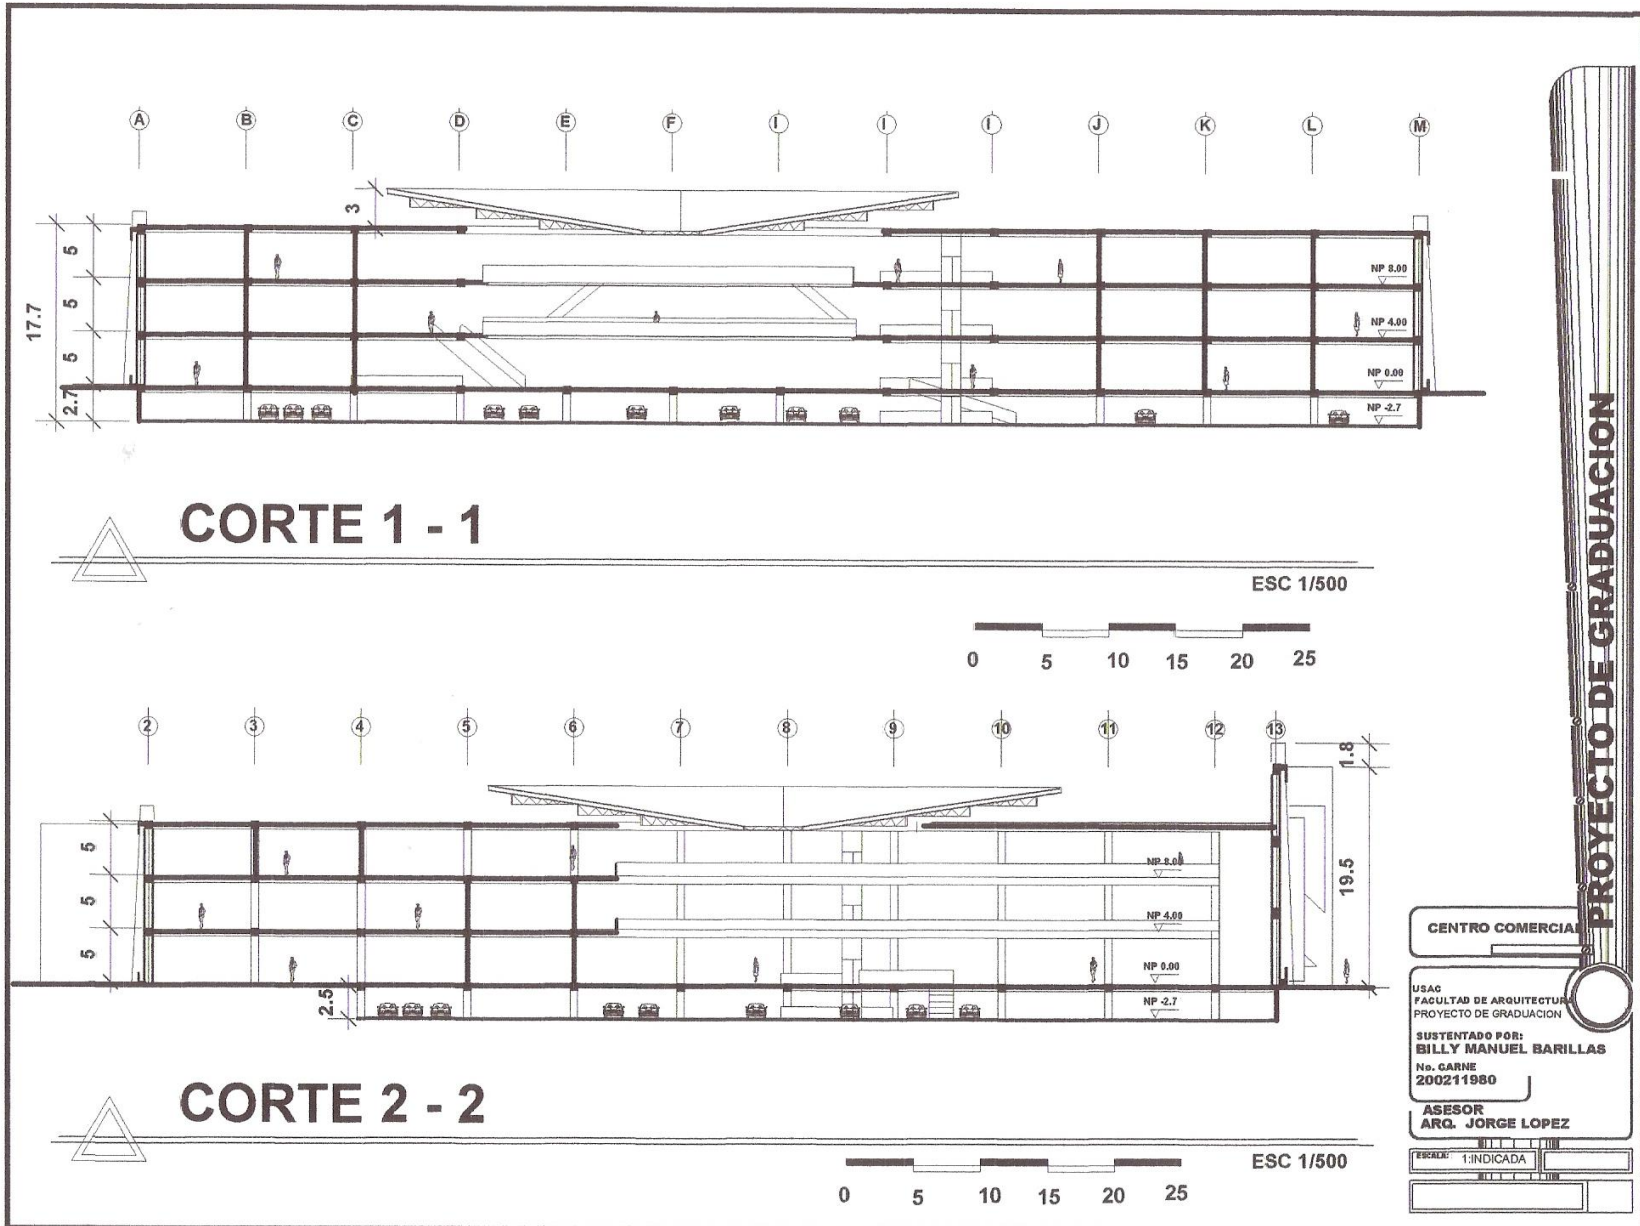 A B C D E F I I I J K L M
3
5
5
5
2.7
17.7
NP 8.00
NP 4.00
NP 0.00
NP -2.7
CORTE 1 - 1
ESC 1/500
0 5 10 15 20 25
2 3 4 5 6 7 8 9 10 11 12 13
1.8
19.5
5
5
5
2.5
NP 8.00
NP 4.00
NP 0.00
NP -2.7
CORTE 2 - 2
ESC 1/500
0 5 10 15 20 25
PROYECTO DE GRADUACION
CENTRO COMERCIAL
USAC
FACULTAD DE ARQUITECTURA
PROYECTO DE GRADUACION
SUSTENTADO POR:
BILLY MANUEL BARILLAS
No. CARNE
200211980
ASESOR
ARQ. JORGE LOPEZ
ESCALA: 1:INDICADA